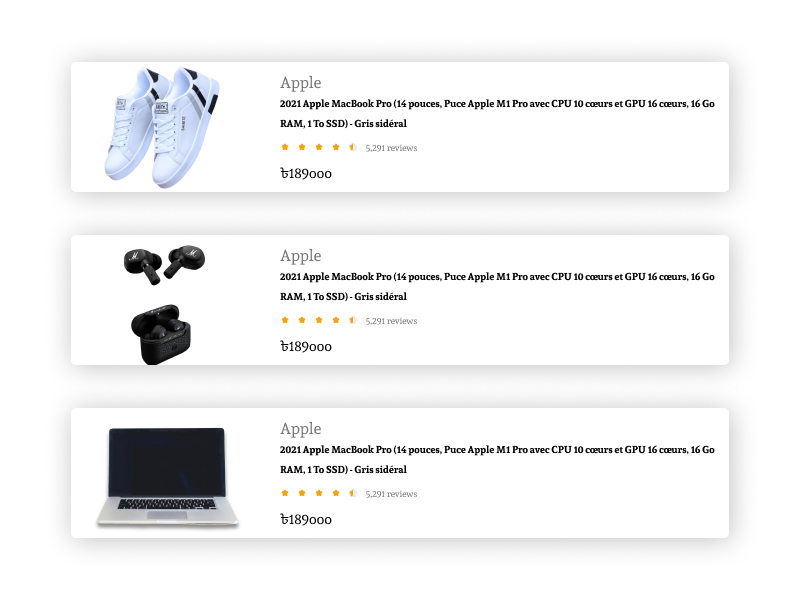 Apple
2021 Apple MacBook Pro (14 pouces, Puce Apple M1 Pro avec CPU 10 cœurs et GPU 16 cœurs, 16 Go
RAM, 1 To SSD) - Gris sidéral
5,291 reviews
৳189000
Apple
2021 Apple MacBook Pro (14 pouces, Puce Apple M1 Pro avec CPU 10 cœurs et GPU 16 cœurs, 16 Go
RAM, 1 To SSD) - Gris sidéral
5,291 reviews
৳189000
Apple
2021 Apple MacBook Pro (14 pouces, Puce Apple M1 Pro avec CPU 10 cœurs et GPU 16 cœurs, 16 Go
RAM, 1 To SSD) - Gris sidéral
5,291 reviews
৳189000